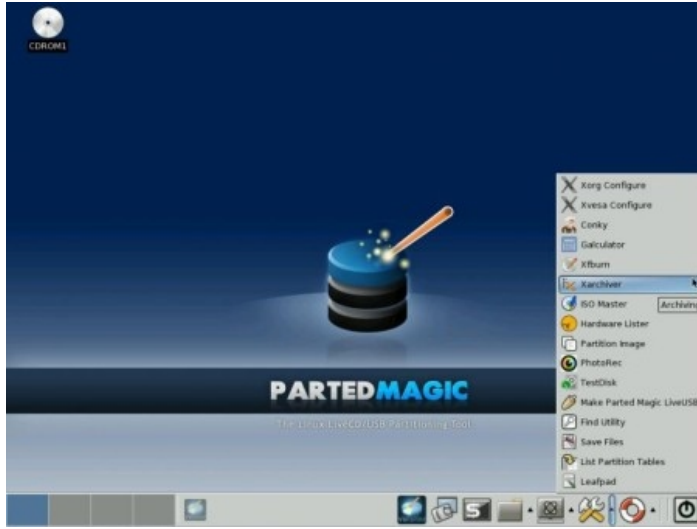 CDROM1
Xorg Configure
Xvesa Configure
Conky
Galculator
Xfburn
Xarchiver
ISO Master
Archiving
Hardware Lister
Partition Image
PhotoRec
TestDisk
Make Parted Magic LiveUSB
Find Utility
Save Files
List Partition Tables
Leafpad
PARTEDMAGIC
The Linux LiveCD/USB Partitioning Tool